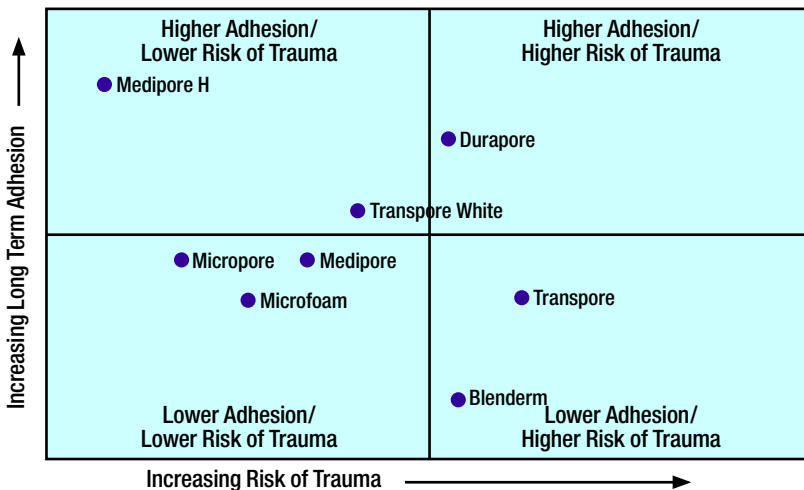 Higher Adhesion/
Lower Risk of Trauma
Higher Adhesion/
Higher Risk of Trauma
Medipore H
Durapore
Transpore White
Micropore
Medipore
Microfoam
Transpore
Blenderm
Lower Adhesion/
Lower Risk of Trauma
Lower Adhesion/
Higher Risk of Trauma
Increasing Long Term Adhesion
Increasing Risk of Trauma